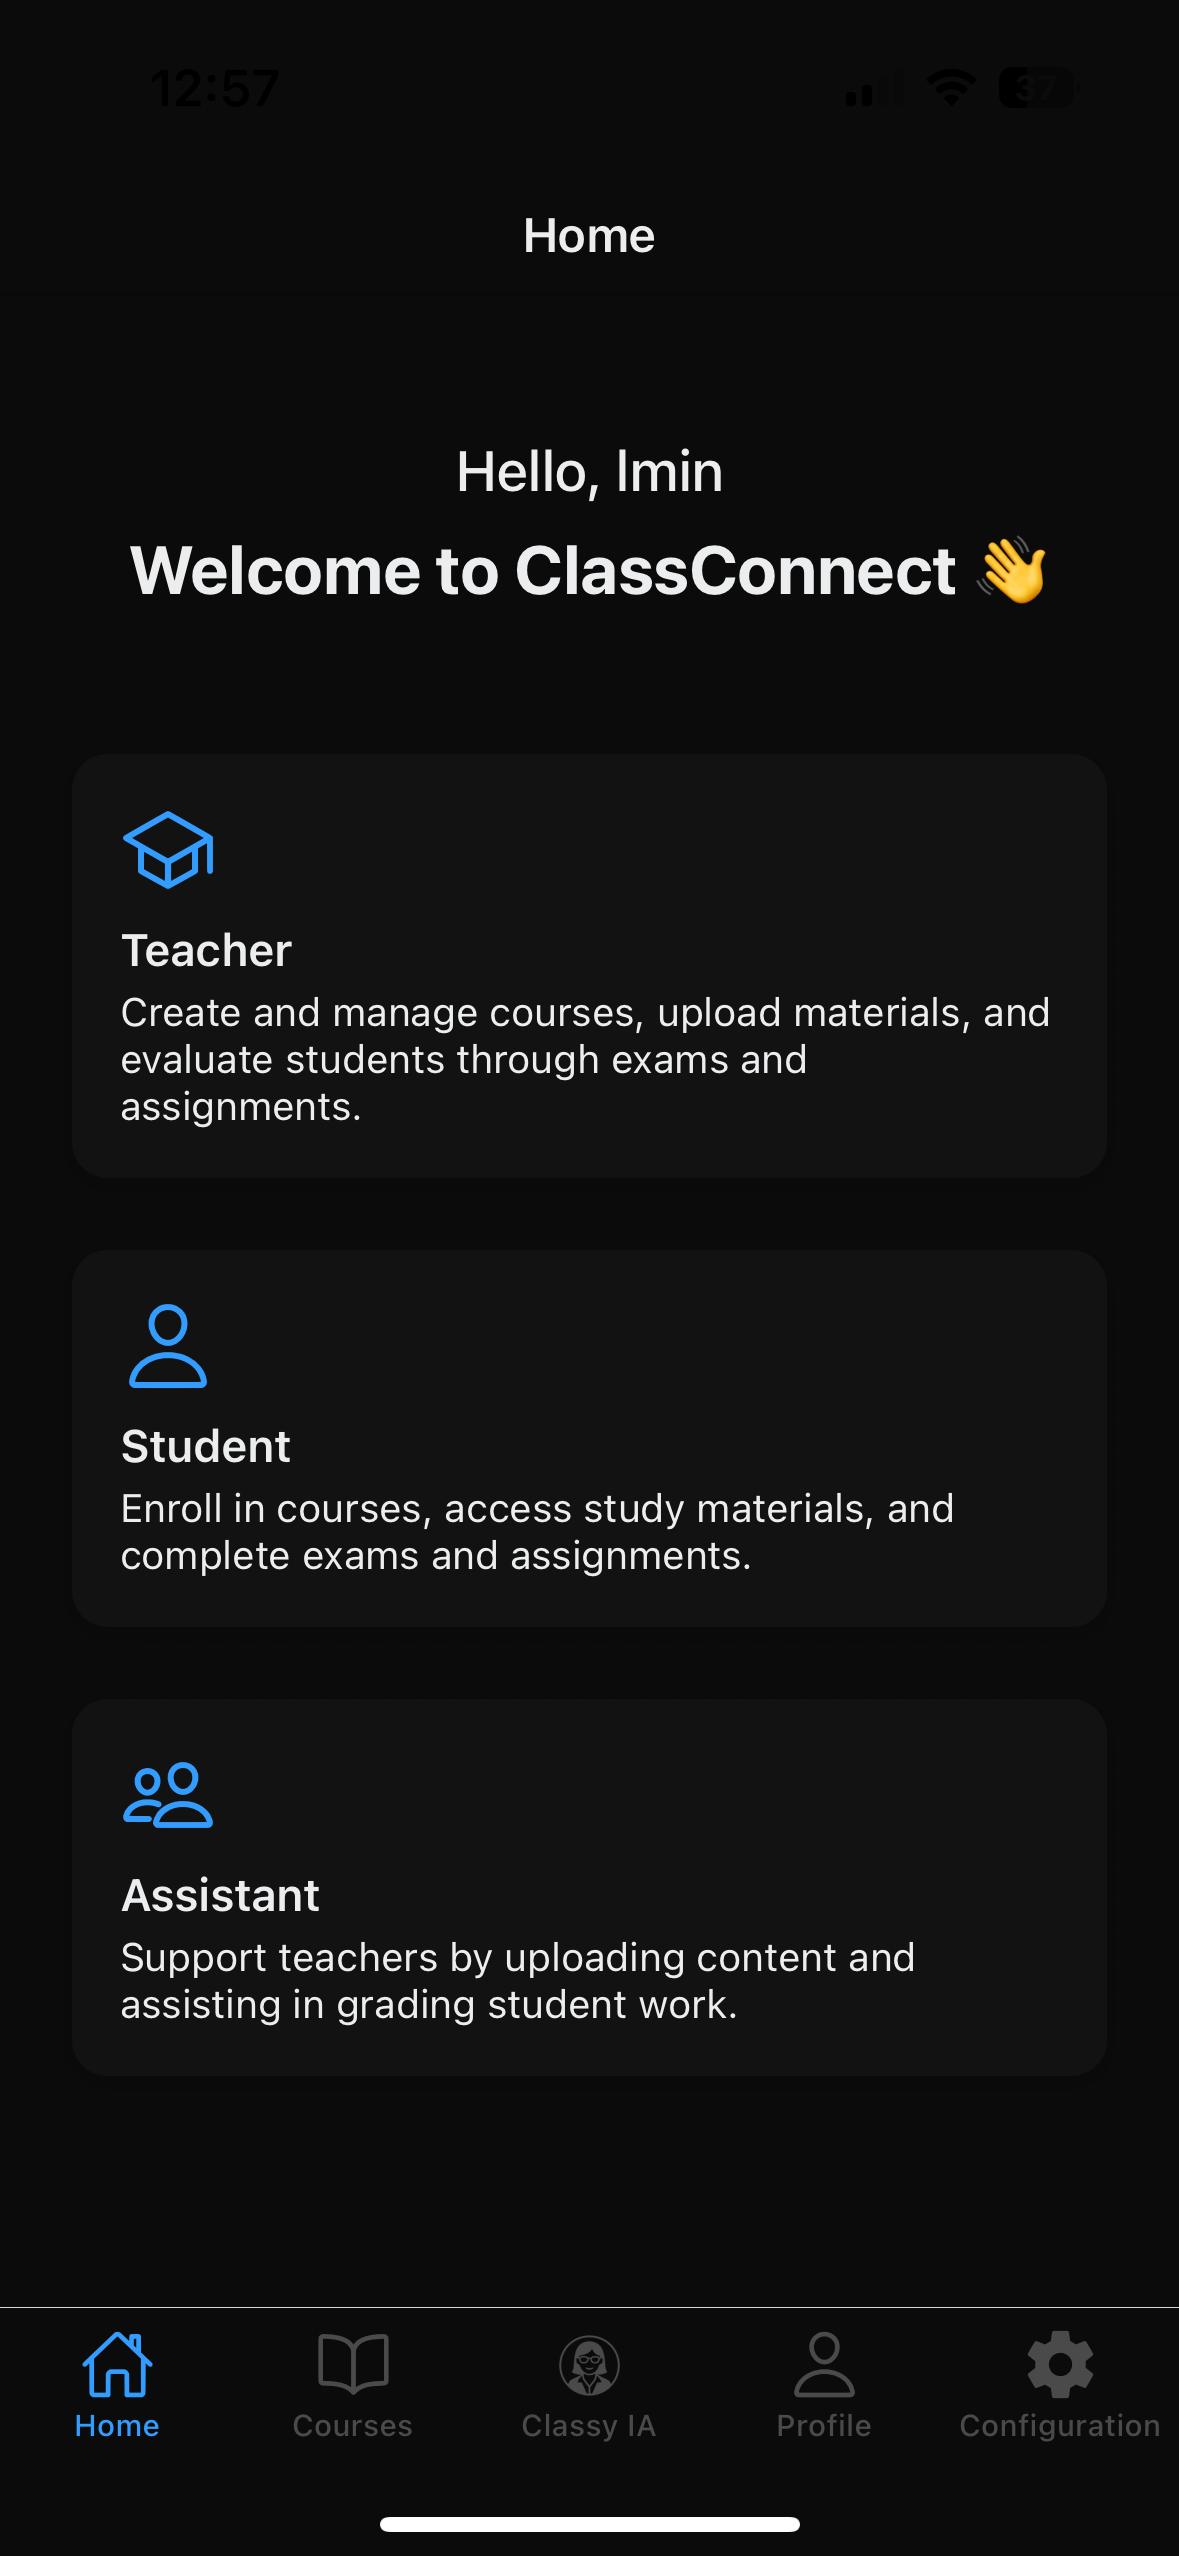 12:57
37
Home
Hello, lmin
Welcome to ClassConnect 👋
Teacher
Create and manage courses, upload materials, and
evaluate students through exams and
assignments.
Student
Enroll in courses, access study materials, and
complete exams and assignments.
Assistant
Support teachers by uploading content and
assisting in grading student work.
Home
Courses
Classy IA
Profile
Configuration